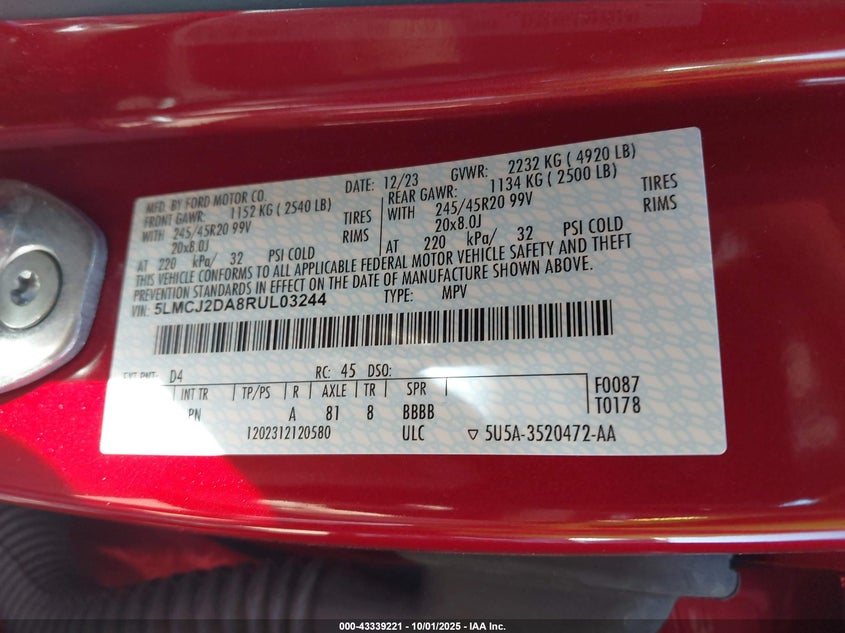 MFD. BY FORD MOTOR CO. DATE: 12/23 GVWR: 2232 KG ( 4920 LB)
FRONT GAWR: 1152 KG ( 2540 LB) REAR GAWR: 1134 KG ( 2500 LB)
WITH 245/45R20 99V TIRES WITH 245/45R20 99V TIRES
20x8.0J RIMS 20x8.0J RIMS
AT 220 kPa/ 32 PSI COLD AT 220 kPa/ 32 PSI COLD
THIS VEHICLE CONFORMS TO ALL APPLICABLE FEDERAL MOTOR VEHICLE SAFETY AND THEFT
PREVENTION STANDARDS IN EFFECT ON THE DATE OF MANUFACTURE SHOWN ABOVE.
VIN: 5LMCJ2DA8RUL03244 TYPE: MPV
EXT PNT: D4 RC: 45 DSO:
INT TR TP/PS R AXLE TR SPR F0087
PN A 81 8 BBBB T0178
1202312120580 ULC ▽ 5U5A-3520472-AA
000-43339221 - 10/01/2025 - IAA Inc.